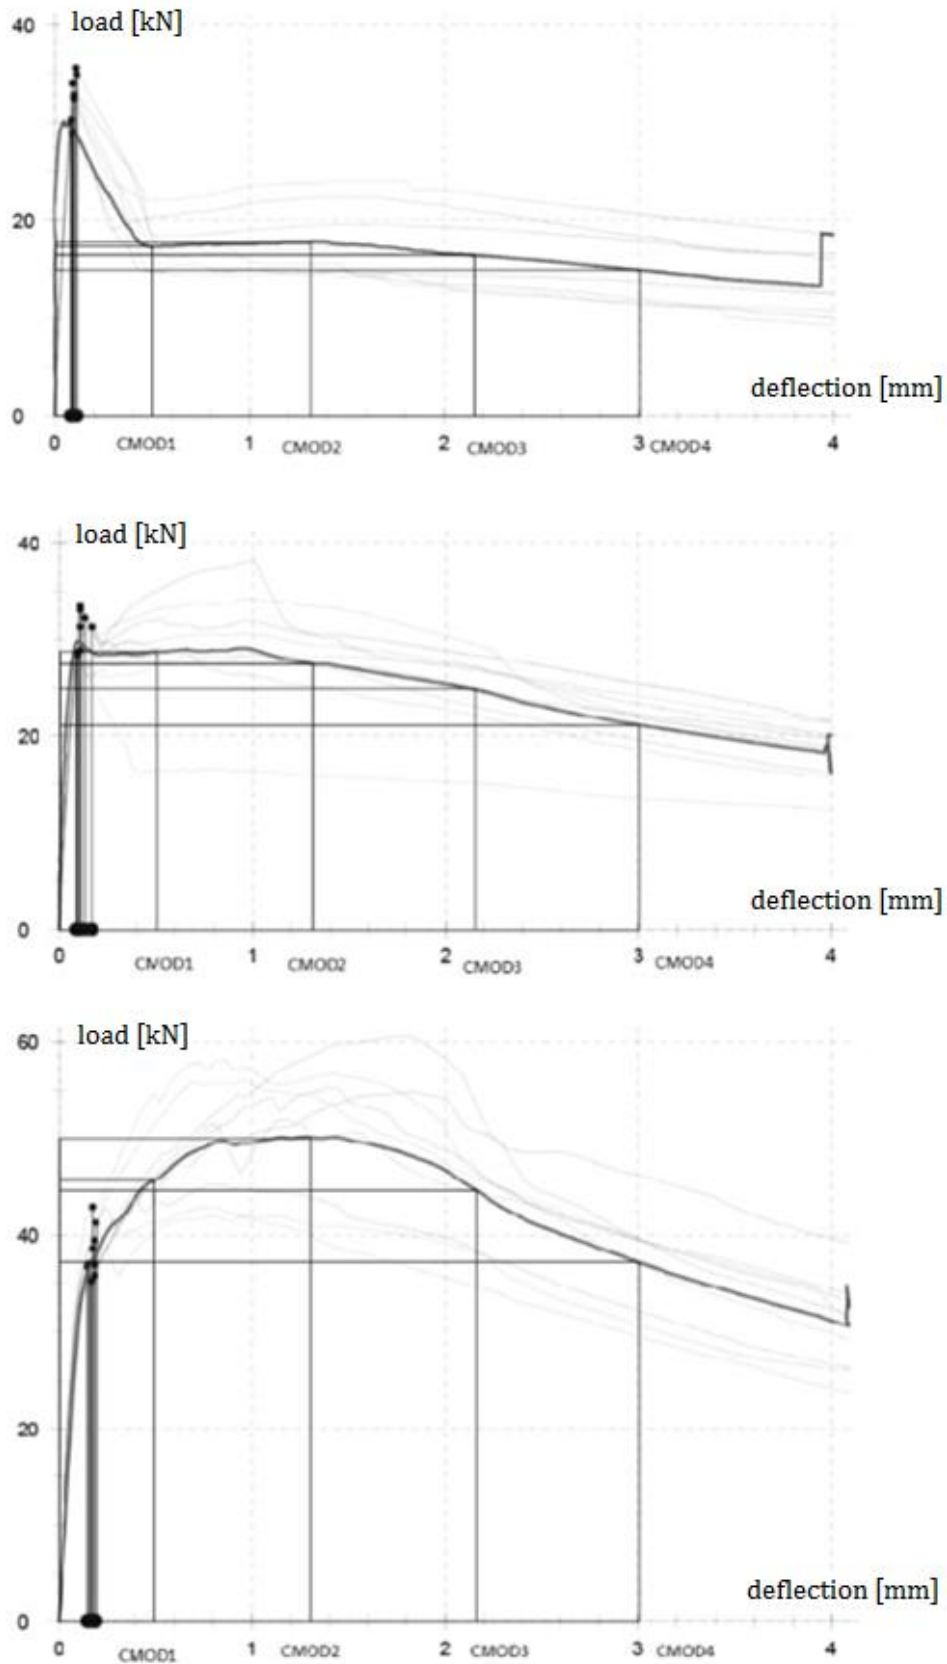 load [kN]
40
20
0
deflection [mm]
0 CMOD1 1 CMOD2 2 CMOD3 3 CMOD4 4
load [kN]
40
20
0
deflection [mm]
0 CMOD1 1 CMOD2 2 CMOD3 3 CMOD4 4
load [kN]
60
40
20
0
deflection [mm]
0 CMOD1 1 CMOD2 2 CMOD3 3 CMOD4 4